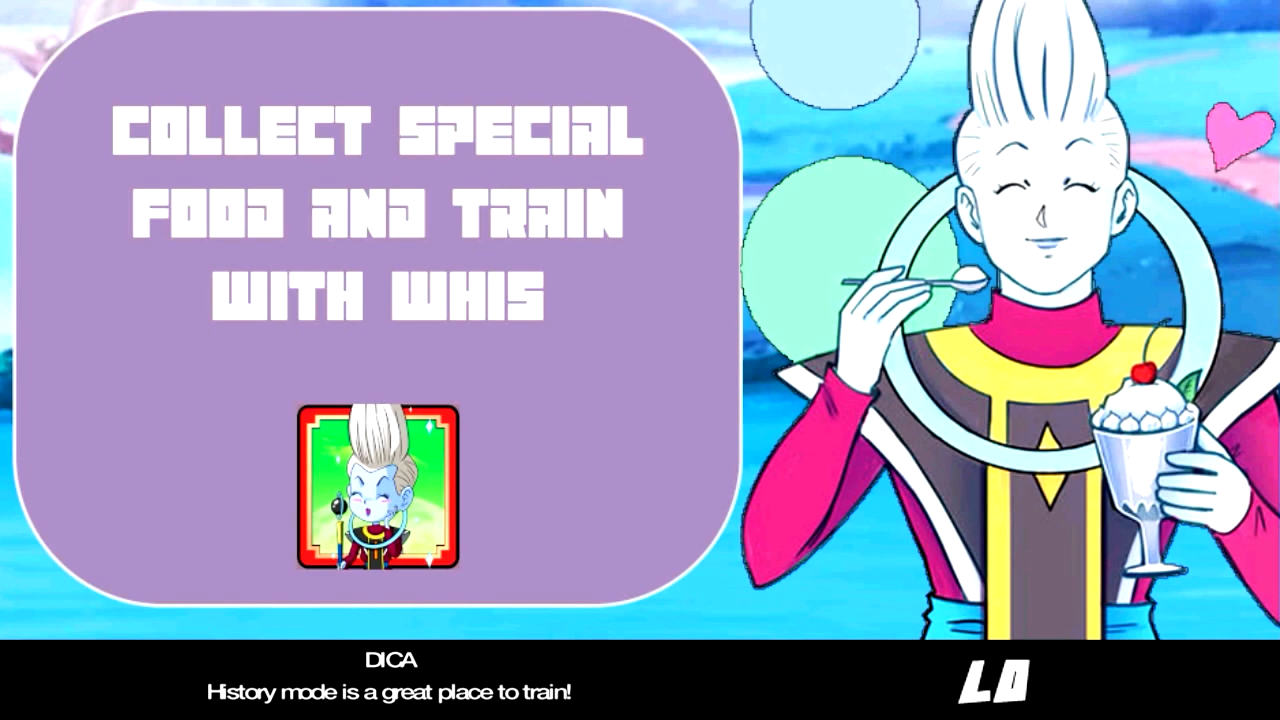 COLLECT SPECIAL
FOOD AND TRAIN
WITH WHIS
DICA
History mode is a great place to train!
LO